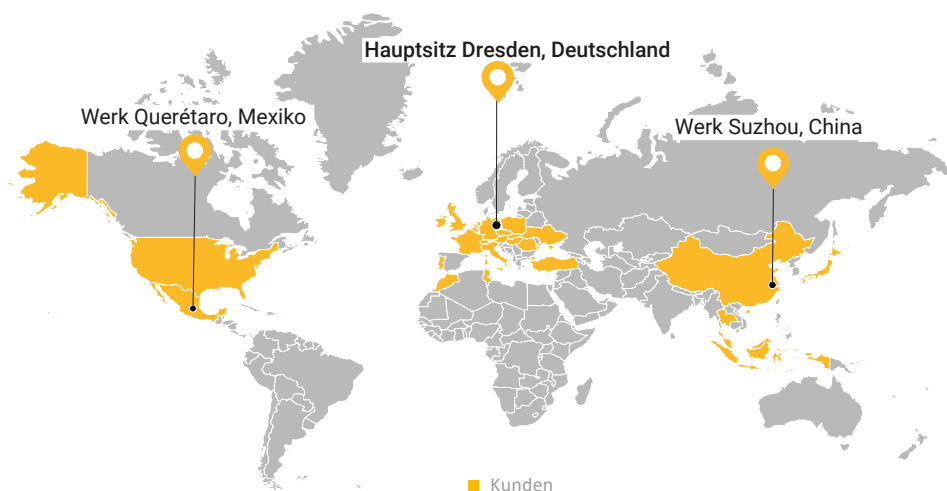 Hauptsitz Dresden, Deutschland
Werk Querétaro, Mexiko
Werk Suzhou, China
Kunden